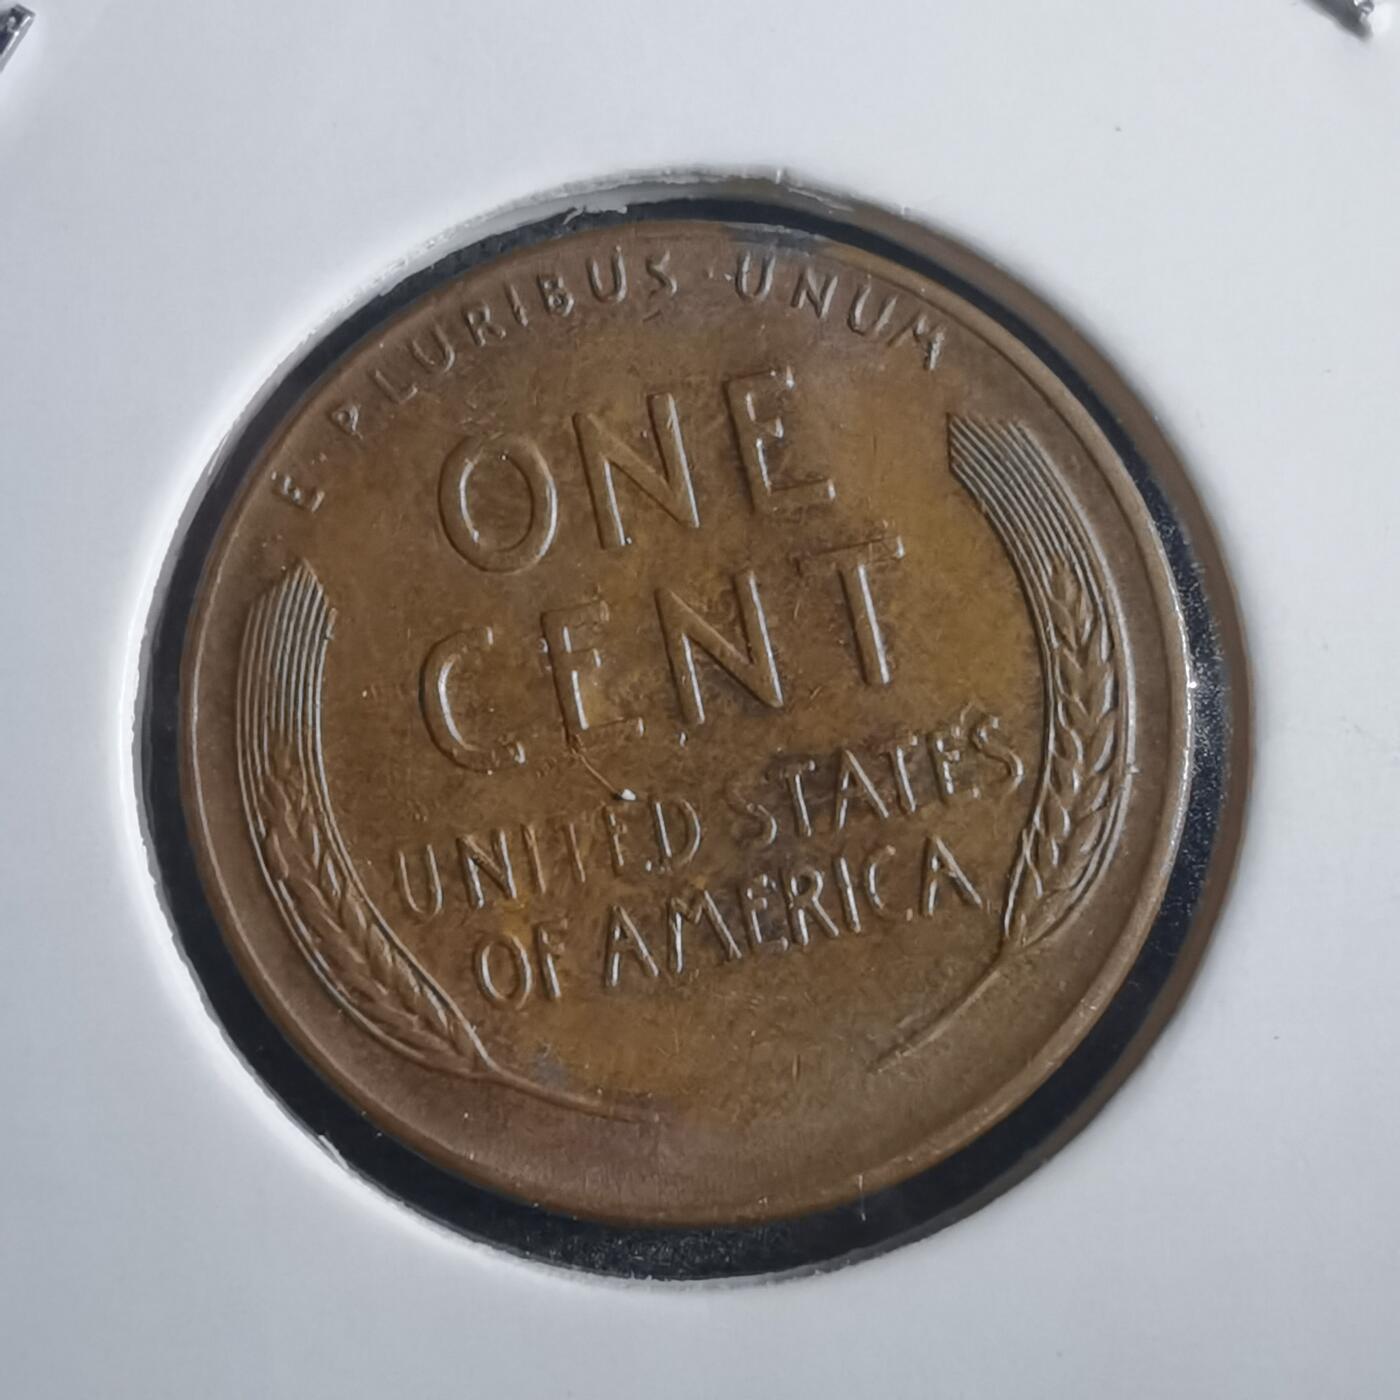 E·PLURIBUS·UNUM
ONE
CENT
UNITED STATES
OF AMERICA